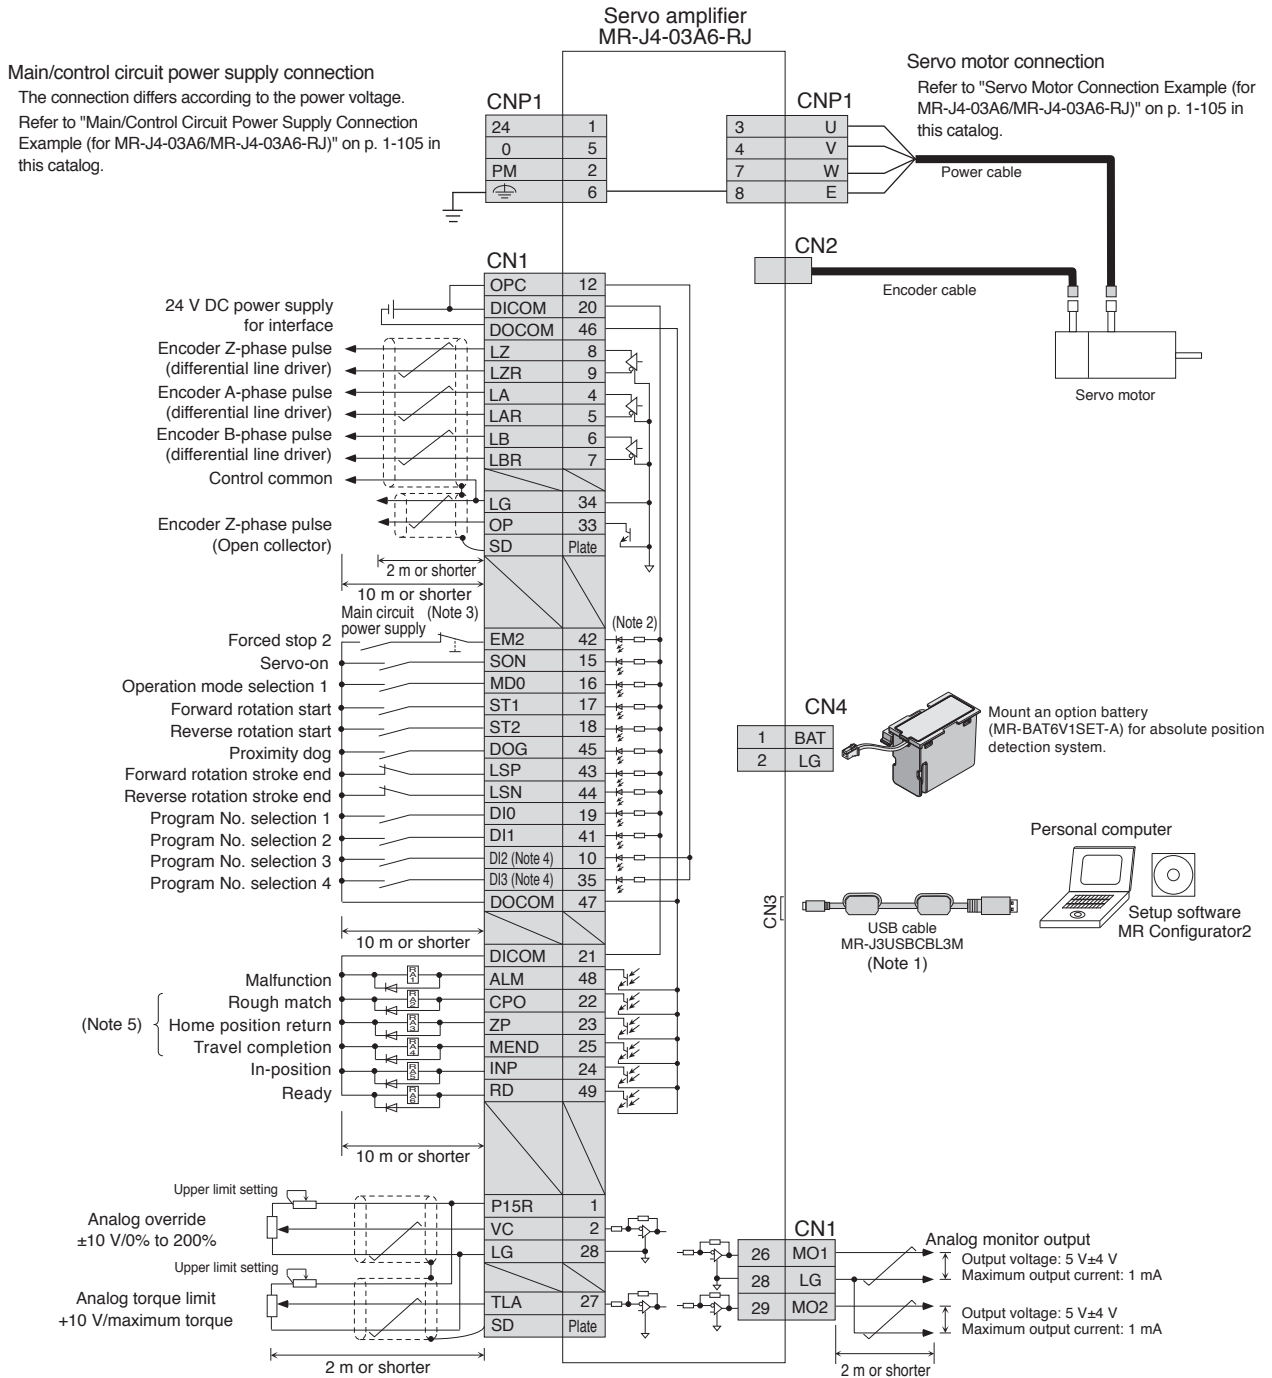 Servo amplifier
MR-J4-03A6-RJ
Main/control circuit power supply connection
The connection differs according to the power voltage.
Refer to "Main/Control Circuit Power Supply Connection
Example (for MR-J4-03A6/MR-J4-03A6-RJ)" on p. 1-105 in
this catalog.
Servo motor connection
Refer to "Servo Motor Connection Example (for
MR-J4-03A6/MR-J4-03A6-RJ)" on p. 1-105 in
this catalog.
CNP1
24 1
0 5
PM 2
6
CNP1
3 U
4 V
7 W
8 E
Power cable
CN2
Encoder cable
Servo motor
CN1
OPC 12
DICOM 20
DOCOM 46
LZ 8
LZR 9
LA 4
LAR 5
LB 6
LBR 7
LG 34
OP 33
SD Plate
24 V DC power supply
for interface
Encoder Z-phase pulse
(differential line driver)
Encoder A-phase pulse
(differential line driver)
Encoder B-phase pulse
(differential line driver)
Control common
Encoder Z-phase pulse
(Open collector)
2 m or shorter
10 m or shorter
Main circuit
power supply
(Note 3)
(Note 2)
Forced stop 2 EM2 42
Servo-on SON 15
Operation mode selection 1 MD0 16
Forward rotation start ST1 17
Reverse rotation start ST2 18
Proximity dog DOG 45
Forward rotation stroke end LSP 43
Reverse rotation stroke end LSN 44
Program No. selection 1 DI0 19
Program No. selection 2 DI1 41
Program No. selection 3 DI2 (Note 4) 10
Program No. selection 4 DI3 (Note 4) 35
DOCOM 47
10 m or shorter
DICOM 21
Malfunction RA1 ALM 48
Rough match RA2 CPO 22
(Note 5) Home position return RA3 ZP 23
Travel completion RA4 MEND 25
In-position RA5 INP 24
Ready RA6 RD 49
10 m or shorter
CN4
1 BAT
2 LG
Mount an option battery
(MR-BAT6V1SET-A) for absolute position
detection system.
Personal computer
CN3
USB cable
MR-J3USBCBL3M
(Note 1)
Setup software
MR Configurator2
Upper limit setting
Analog override
±10 V/0% to 200%
Upper limit setting
Analog torque limit
+10 V/maximum torque
P15R 1
VC 2
LG 28
TLA 27
SD Plate
2 m or shorter
CN1
26 MO1
28 LG
29 MO2
Analog monitor output
Output voltage: 5 V±4 V
Maximum output current: 1 mA
Output voltage: 5 V±4 V
Maximum output current: 1 mA
2 m or shorter